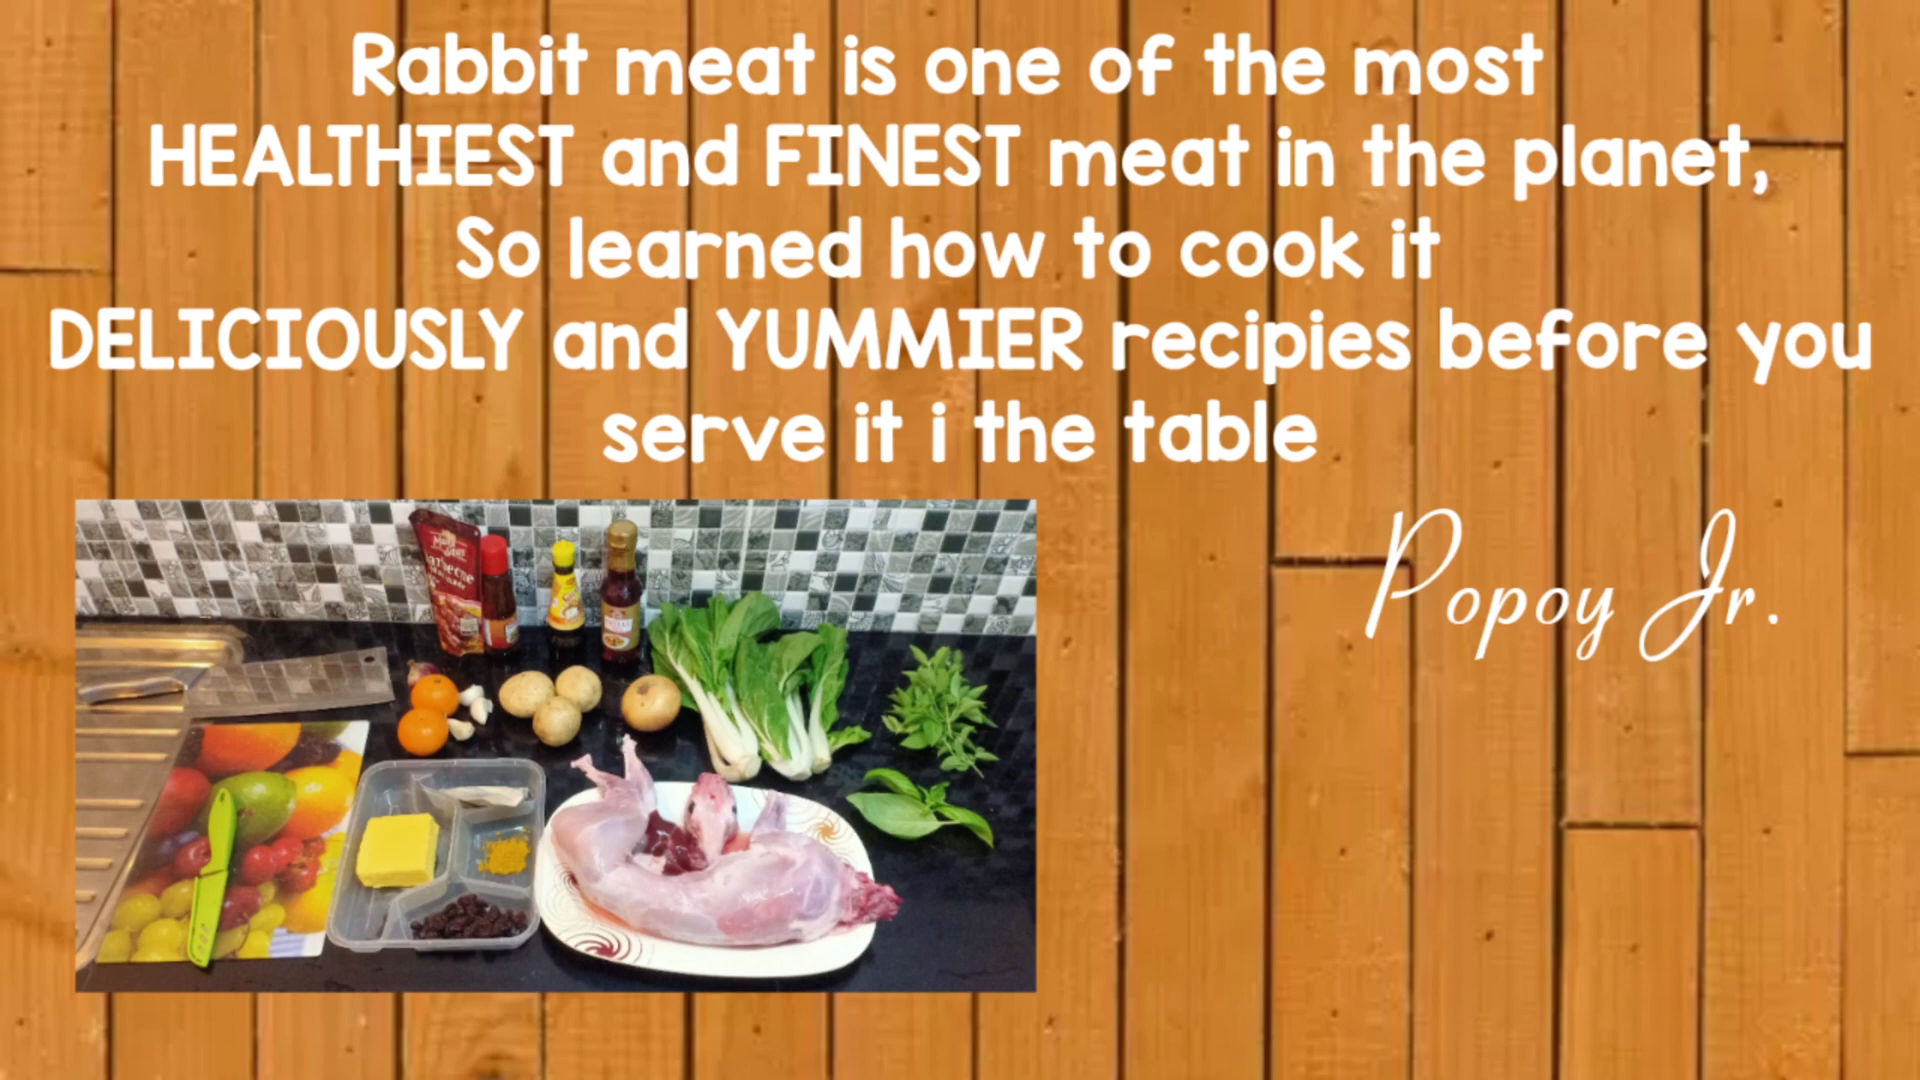 Rabbit meat is one of the most
HEALTHIEST and FINEST meat in the planet,
So learned how to cook it
DELICIOUSLY and YUMMIER recipies before you
serve it i the table
Popoy Jr.